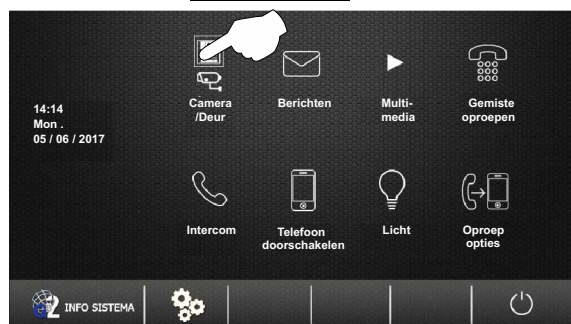 14:14
Mon .
05 / 06 / 2017
Camera
/Deur
Berichten
Multi-
media
Gemiste
oproepen
Intercom
Telefoon
doorschakelen
Licht
Oproep
opties
2 INFO SISTEMA